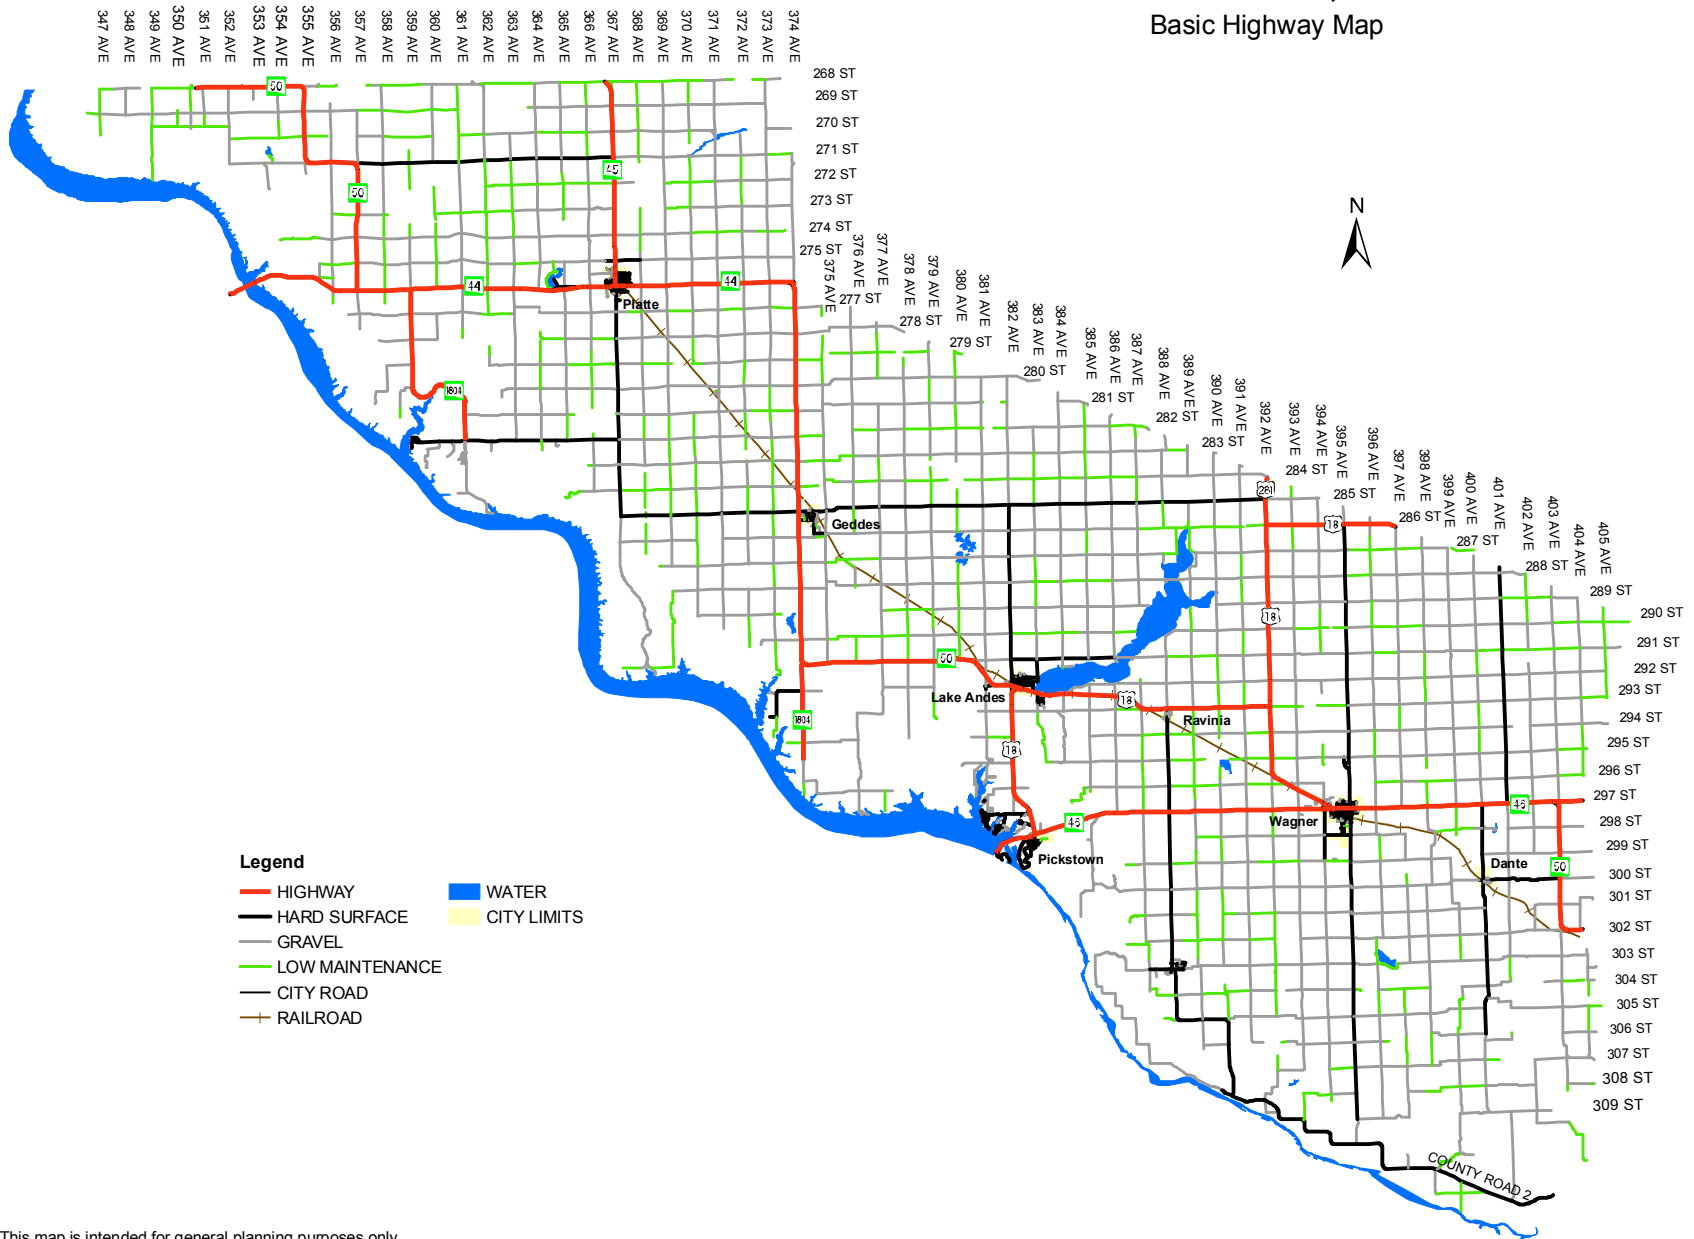 Basic Highway Map
347 AVE
348 AVE
349 AVE
350 AVE
351 AVE
352 AVE
353 AVE
354 AVE
355 AVE
356 AVE
357 AVE
358 AVE
359 AVE
360 AVE
361 AVE
362 AVE
363 AVE
364 AVE
365 AVE
366 AVE
367 AVE
368 AVE
369 AVE
370 AVE
371 AVE
372 AVE
373 AVE
374 AVE
268 ST
269 ST
270 ST
271 ST
272 ST
273 ST
274 ST
275 ST
375 AVE
376 AVE
377 AVE
378 AVE
379 AVE
380 AVE
381 AVE
382 AVE
383 AVE
384 AVE
385 AVE
386 AVE
387 AVE
388 AVE
389 AVE
390 AVE
391 AVE
392 AVE
393 AVE
394 AVE
395 AVE
396 AVE
397 AVE
398 AVE
399 AVE
400 AVE
401 AVE
402 AVE
403 AVE
404 AVE
405 AVE
277 ST
278 ST
279 ST
280 ST
281 ST
282 ST
283 ST
284 ST
285 ST
286 ST
287 ST
288 ST
289 ST
290 ST
291 ST
292 ST
293 ST
294 ST
295 ST
296 ST
297 ST
298 ST
299 ST
300 ST
301 ST
302 ST
303 ST
304 ST
305 ST
306 ST
307 ST
308 ST
309 ST
N
50
45
50
44
44
Platte
1804
281
18
Geddes
18
50
Lake Andes
18
Ravinia
1804
18
46
46
Wagner
Pickstown
Dante
50
COUNTY ROAD 2
Legend
HIGHWAY
HARD SURFACE
GRAVEL
LOW MAINTENANCE
CITY ROAD
RAILROAD
WATER
CITY LIMITS
This map is intended for general planning purposes only